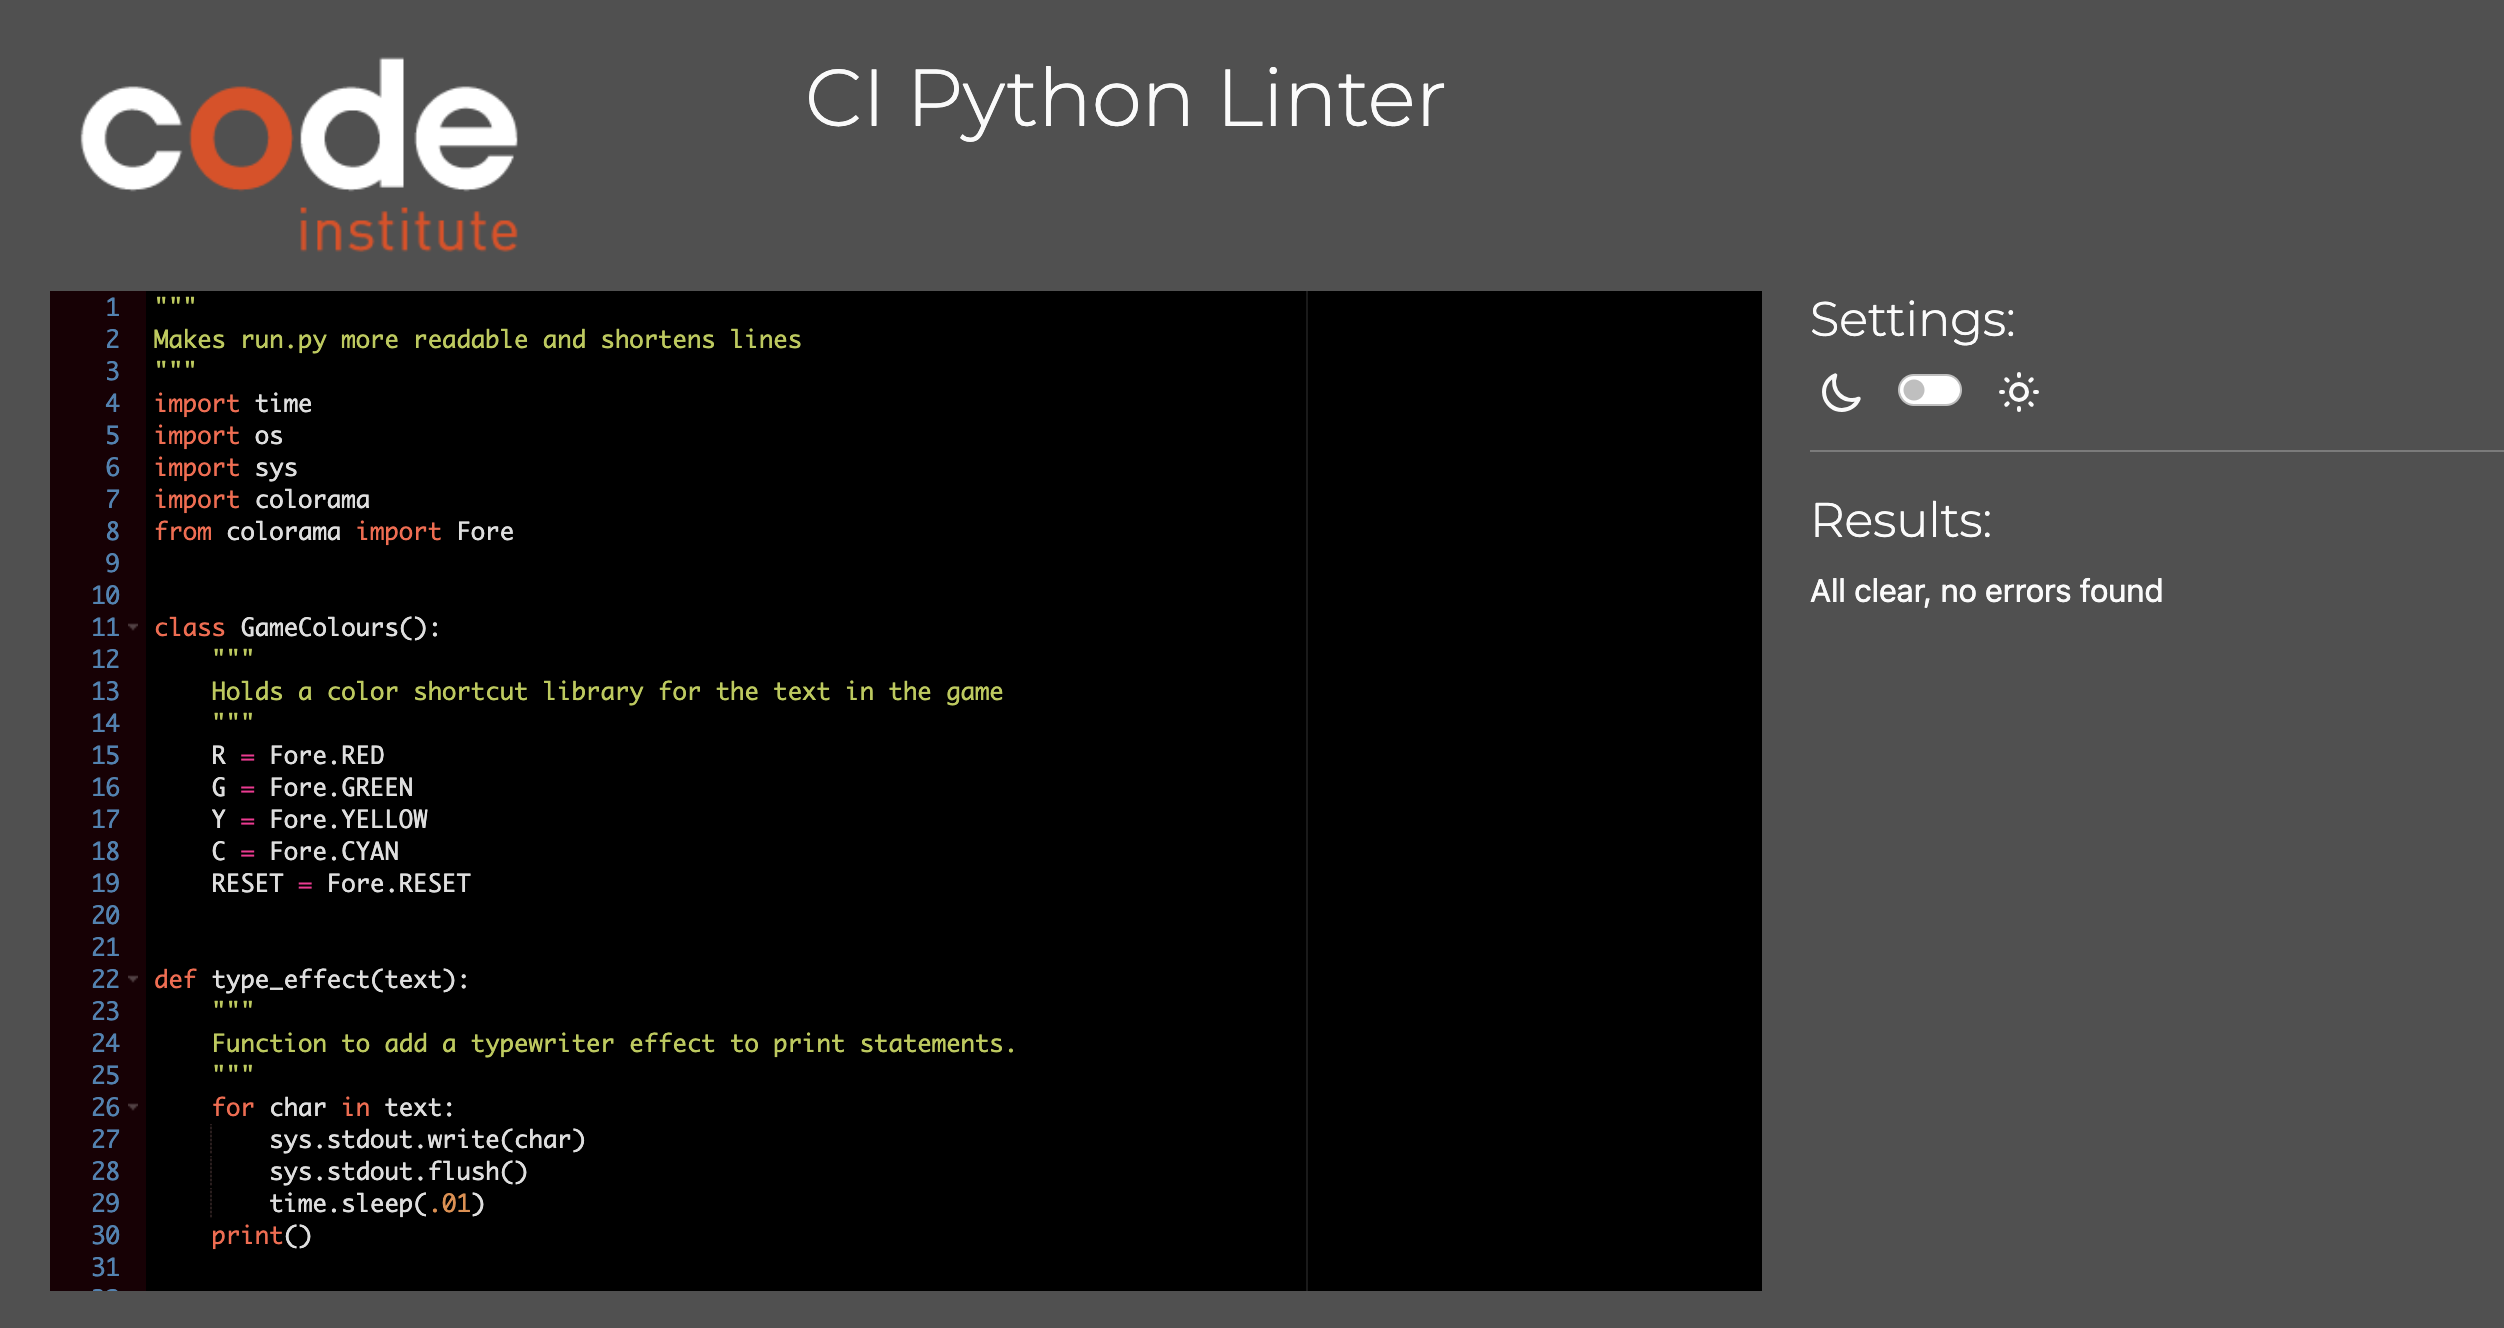 code
institute
CI Python Linter
1 """
2 Makes run.py more readable and shortens lines
3 """
4 import time
5 import os
6 import sys
7 import colorama
8 from colorama import Fore
9
10
11 class GameColours():
12     """
13     Holds a color shortcut library for the text in the game
14     """
15     R = Fore.RED
16     G = Fore.GREEN
17     Y = Fore.YELLOW
18     C = Fore.CYAN
19     RESET = Fore.RESET
20
21
22 def type_effect(text):
23     """
24     Function to add a typewriter effect to print statements.
25     """
26     for char in text:
27         sys.stdout.write(char)
28         sys.stdout.flush()
29         time.sleep(.01)
30     print()
31
Settings:
Results:
All clear, no errors found